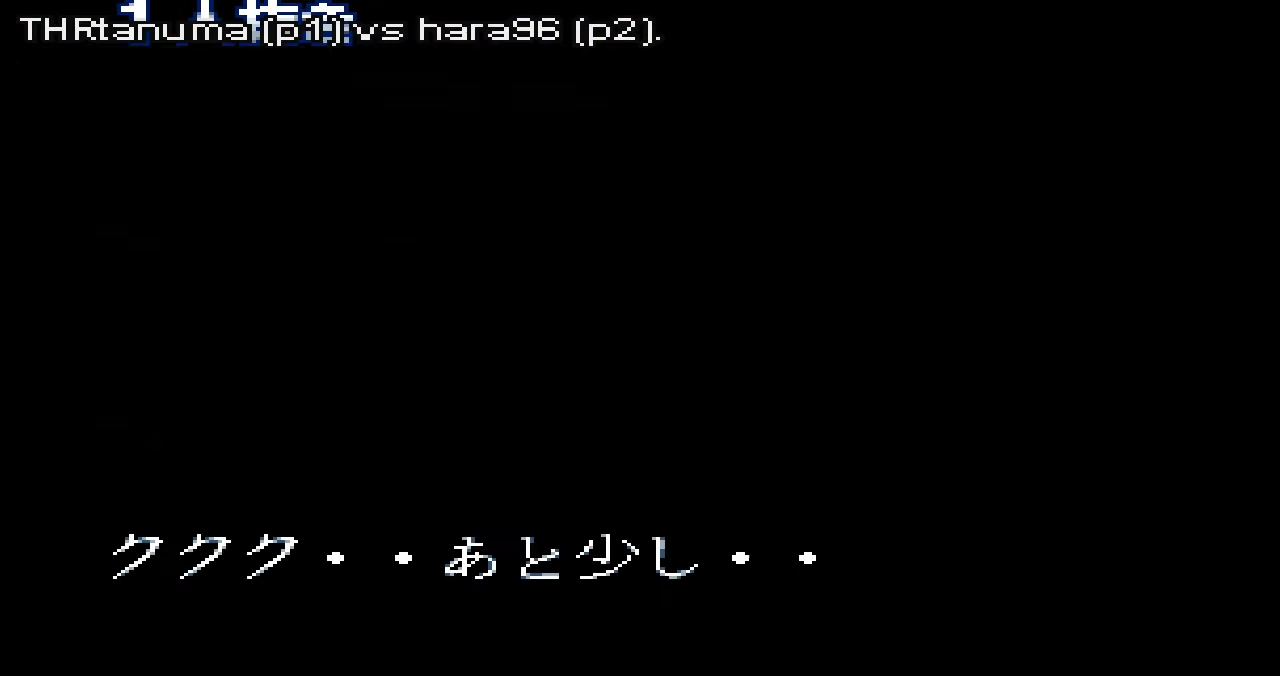 THRtanuma (p1) vs hara96 (p2).
ククク・・あと少し・・